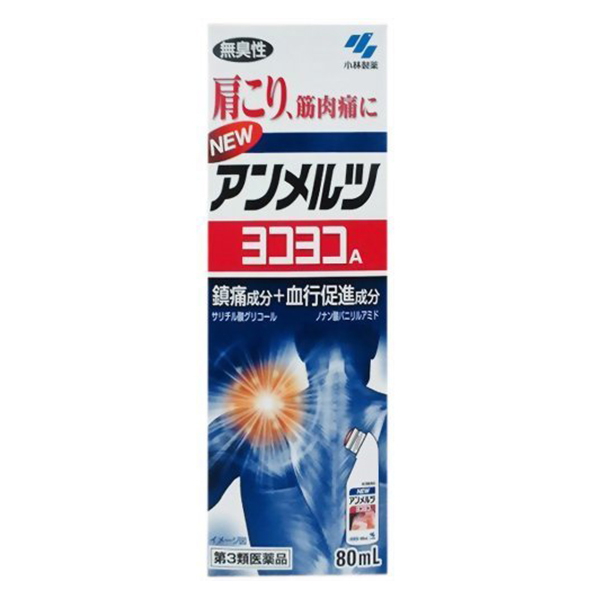 無臭性
小林製薬
肩こり、筋肉痛に
NEW
アンメルツ
ヨコヨコA
鎮痛成分+血行促進成分
サリチル酸グリコール ノナン酸バニリルアミド
NEW
アンメルツ
イメージ図
第3類医薬品
80mL